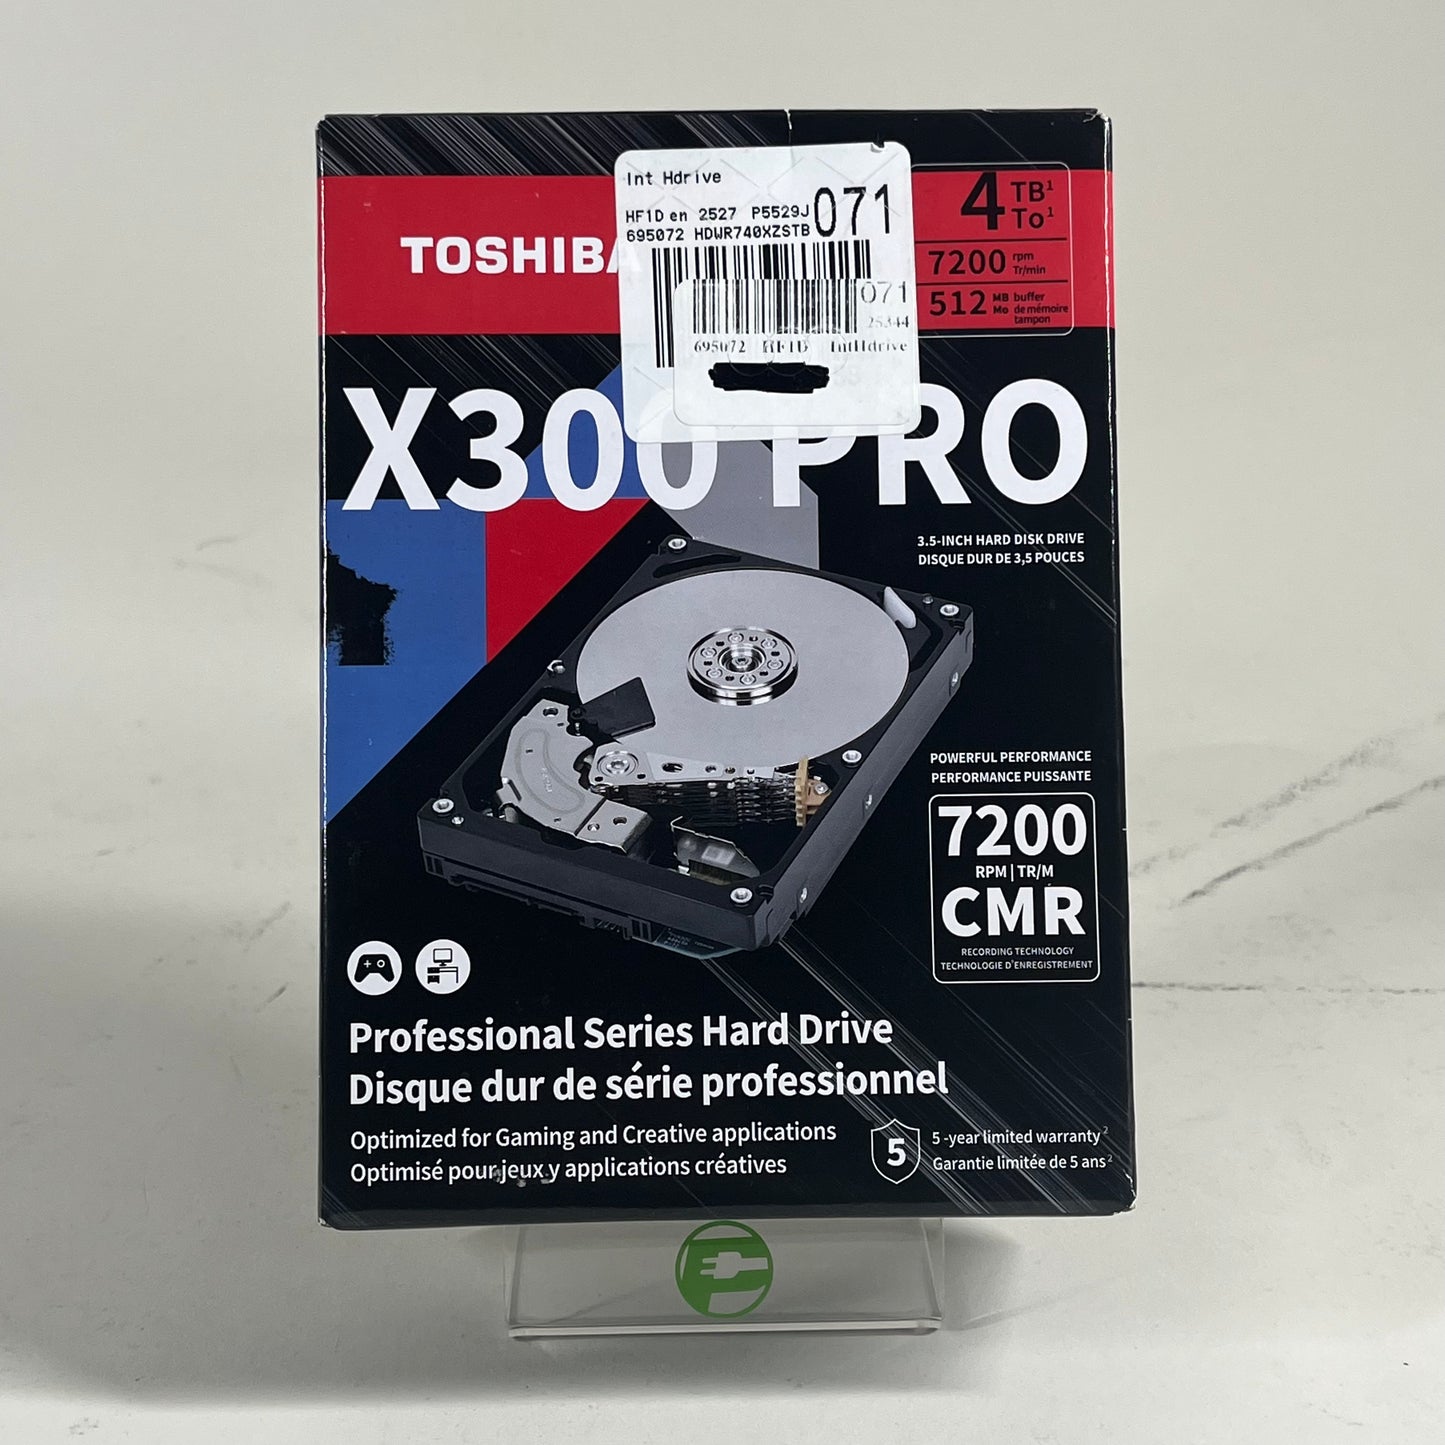 Int Hdrive
HF1D en 2527 P5529J
071
695072 HDWR740XZSTB
071
25344
695072 HF1D IntHdrive
TOSHIBA
4 TB¹
To¹
7200 rpm
Tr/min
512 MB buffer
Mo de mémoire
tampon
X300 PRO
3.5-INCH HARD DISK DRIVE
DISQUE DUR DE 3,5 POUCES
POWERFUL PERFORMANCE
PERFORMANCE PUISSANTE
7200
RPM | TR/M
CMR
RECORDING TECHNOLOGY
TECHNOLOGIE D'ENREGISTREMENT
Professional Series Hard Drive
Disque dur de série professionnel
Optimized for Gaming and Creative applications
Optimisé pour jeux y applications créatives
5
5 -year limited warranty²
Garantie limitée de 5 ans²